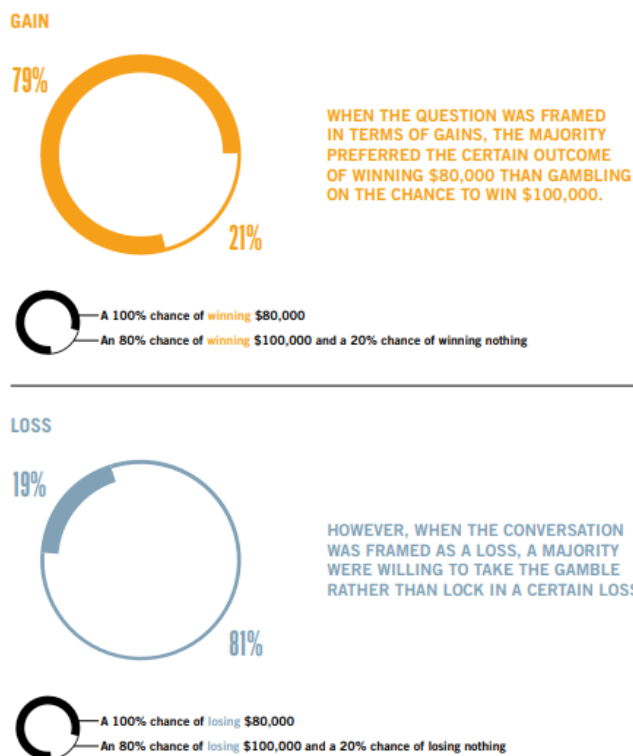 GAIN
79%
WHEN THE QUESTION WAS FRAMED
IN TERMS OF GAINS, THE MAJORITY
PREFERRED THE CERTAIN OUTCOME
OF WINNING $80,000 THAN GAMBLING
ON THE CHANCE TO WIN $100,000.
21%
A 100% chance of winning $80,000
An 80% chance of winning $100,000 and a 20% chance of winning nothing
LOSS
19%
HOWEVER, WHEN THE CONVERSATION
WAS FRAMED AS A LOSS, A MAJORITY
WERE WILLING TO TAKE THE GAMBLE
RATHER THAN LOCK IN A CERTAIN LOSS
81%
A 100% chance of losing $80,000
An 80% chance of losing $100,000 and a 20% chance of losing nothing